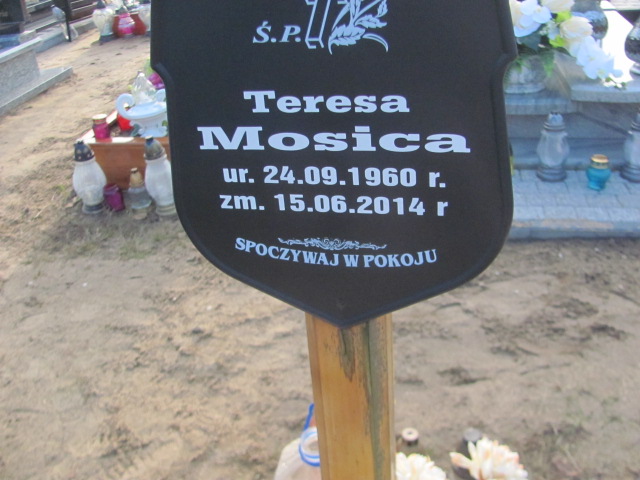 Ś.P.
Teresa
Mosica
ur. 24.09.1960 r.
zm. 15.06.2014 r
SPOCZYWAJ W POKOJU